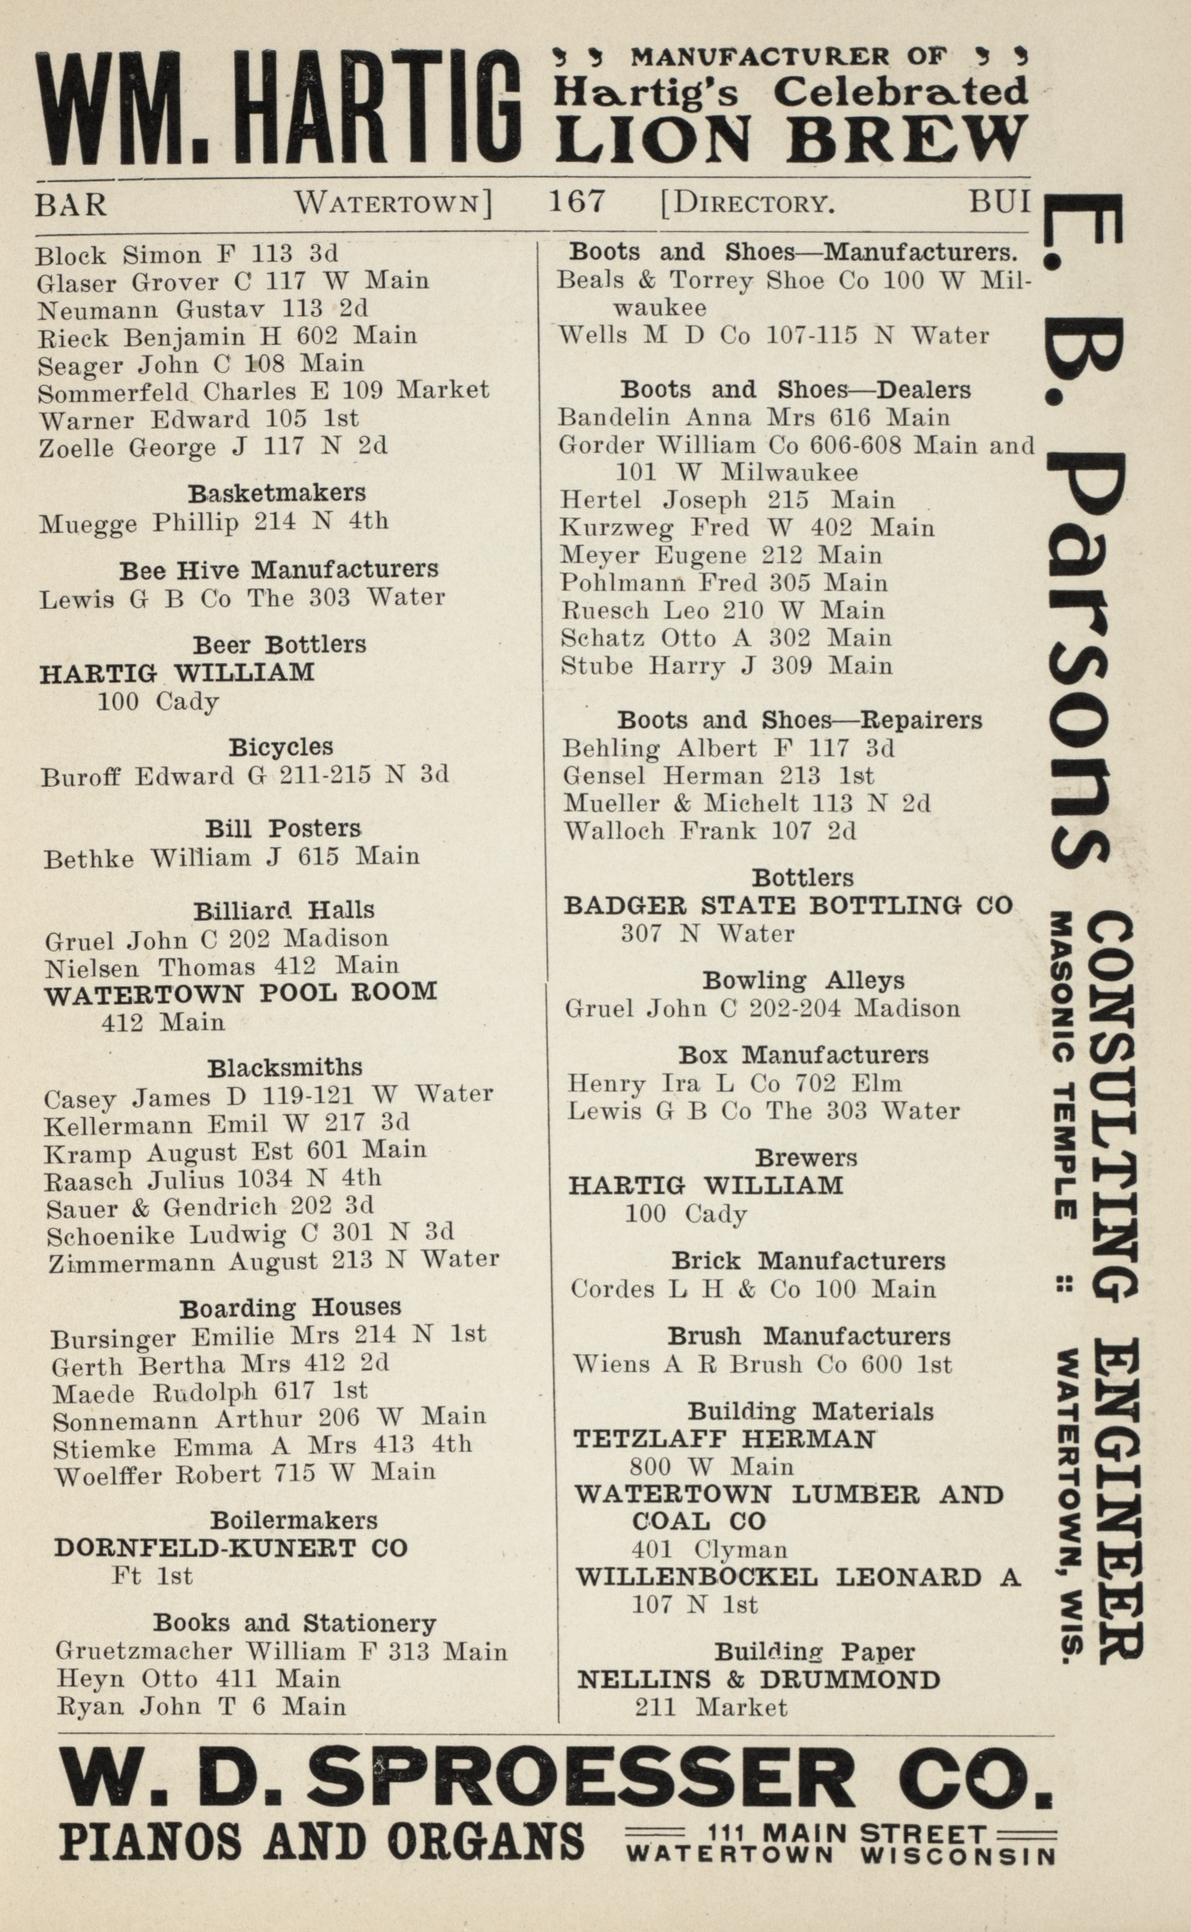 WM. HARTIG
MANUFACTURER OF
Hartig's Celebrated
LION BREW
BAR WATERTOWN] 167 [DIRECTORY. BUI
Block Simon F 113 3d
Glaser Grover C 117 W Main
Neumann Gustav 113 2d
Rieck Benjamin H 602 Main
Seager John C 108 Main
Sommerfeld Charles E 109 Market
Warner Edward 105 1st
Zoelle George J 117 N 2d
Basketmakers
Muegge Phillip 214 N 4th
Bee Hive Manufacturers
Lewis G B Co The 303 Water
Beer Bottlers
HARTIG WILLIAM
100 Cady
Bicycles
Buroff Edward G 211-215 N 3d
Bill Posters
Bethke William J 615 Main
Billiard Halls
Gruel John C 202 Madison
Nielsen Thomas 412 Main
WATERTOWN POOL ROOM
412 Main
Blacksmiths
Casey James D 119-121 W Water
Kellermann Emil W 217 3d
Kramp August Est 601 Main
Raasch Julius 1034 N 4th
Sauer & Gendrich 202 3d
Schoenike Ludwig C 301 N 3d
Zimmermann August 213 N Water
Boarding Houses
Bursinger Emilie Mrs 214 N 1st
Gerth Bertha Mrs 412 2d
Maede Rudolph 617 1st
Sonnemann Arthur 206 W Main
Stiemke Emma A Mrs 413 4th
Woelffer Robert 715 W Main
Boilermakers
DORNFELD-KUNERT CO
Ft 1st
Books and Stationery
Gruetzmacher William F 313 Main
Heyn Otto 411 Main
Ryan John T 6 Main
Boots and Shoes—Manufacturers.
Beals & Torrey Shoe Co 100 W Mil-
waukee
Wells M D Co 107-115 N Water
Boots and Shoes—Dealers
Bandelin Anna Mrs 616 Main
Gorder William Co 606-608 Main and
101 W Milwaukee
Hertel Joseph 215 Main
Kurzweg Fred W 402 Main
Meyer Eugene 212 Main
Pohlmann Fred 305 Main
Ruesch Leo 210 W Main
Schatz Otto A 302 Main
Stube Harry J 309 Main
Boots and Shoes—Repairers
Behling Albert F 117 3d
Gensel Herman 213 1st
Mueller & Michelt 113 N 2d
Walloch Frank 107 2d
Bottlers
BADGER STATE BOTTLING CO
307 N Water
Bowling Alleys
Gruel John C 202-204 Madison
Box Manufacturers
Henry Ira L Co 702 Elm
Lewis G B Co The 303 Water
Brewers
HARTIG WILLIAM
100 Cady
Brick Manufacturers
Cordes L H & Co 100 Main
Brush Manufacturers
Wiens A R Brush Co 600 1st
Building Materials
TETZLAFF HERMAN
800 W Main
WATERTOWN LUMBER AND
COAL CO
401 Clyman
WILLENBOCKEL LEONARD A
107 N 1st
Building Paper
NELLINS & DRUMMOND
211 Market
E. B. Parsons
CONSULTING ENGINEER
MASONIC TEMPLE :: WATERTOWN, WIS.
W. D. SPROESSER CO.
PIANOS AND ORGANS
111 MAIN STREET
WATERTOWN WISCONSIN